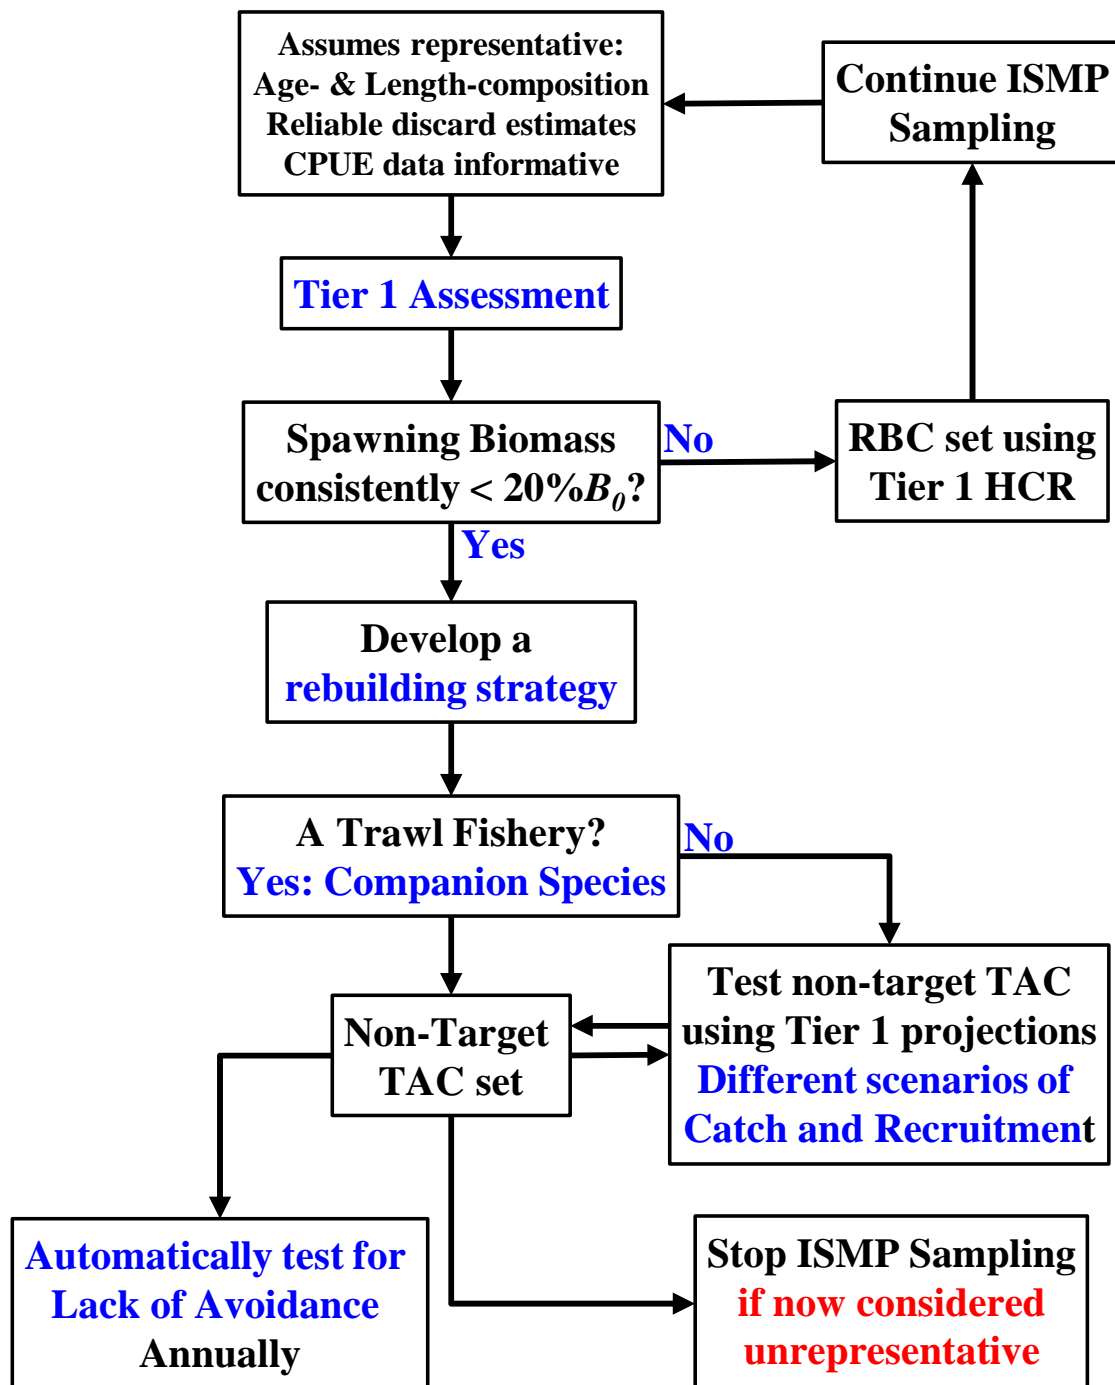 Assumes representative:
Age- & Length-composition
Reliable discard estimates
CPUE data informative
Continue ISMP
Sampling
Tier 1 Assessment
Spawning Biomass
consistently < 20%B₀?
No
RBC set using
Tier 1 HCR
Yes
Develop a
rebuilding strategy
A Trawl Fishery?
Yes: Companion Species
No
Test non-target TAC
using Tier 1 projections
Different scenarios of
Catch and Recruitment
Non-Target
TAC set
Automatically test for
Lack of Avoidance
Annually
Stop ISMP Sampling
if now considered
unrepresentative